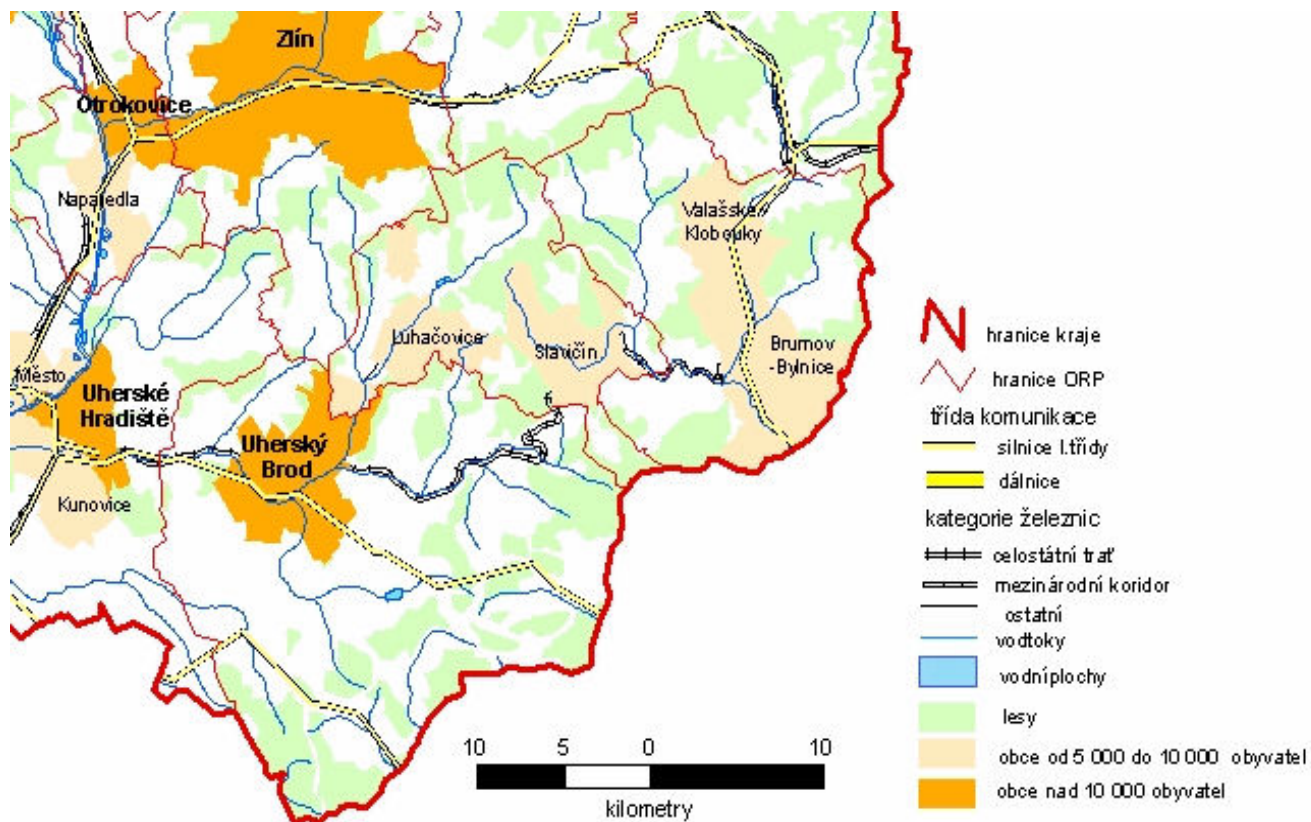 Zlín
Otrokovice
Napajedla
Valašské
Klobouky
Luhačovice
Slavičín
Brumov
-Bylnice
Město
Uherské
Hradiště
Uherský
Brod
Kunovice
hranice kraje
hranice ORP
třída komunikace
silnice I.třídy
dálnice
kategorie železnic
celostátní trať
mezinárodní koridor
ostatní
vodtoky
vodníplochy
lesy
obce od 5 000 do 10 000 obyvatel
obce nad 10 000 obyvatel
10 5 0 10
kilometry